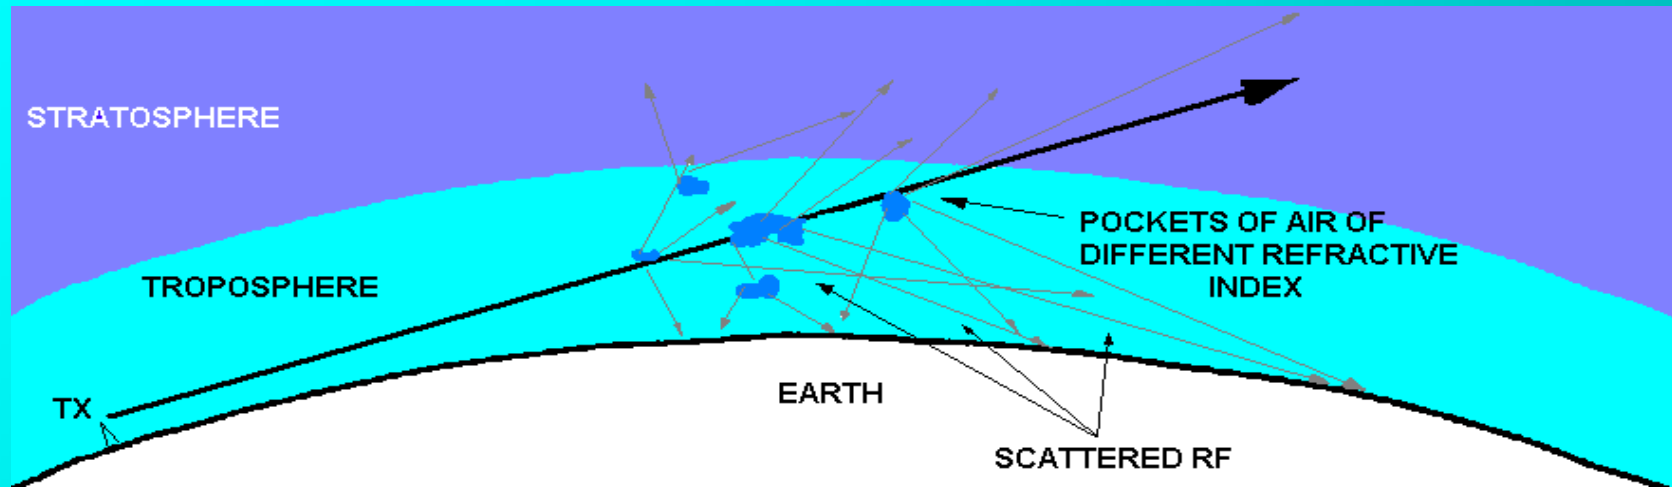 STRATOSPHERE
POCKETS OF AIR OF
DIFFERENT REFRACTIVE
INDEX
TROPOSPHERE
EARTH
TX
SCATTERED RF